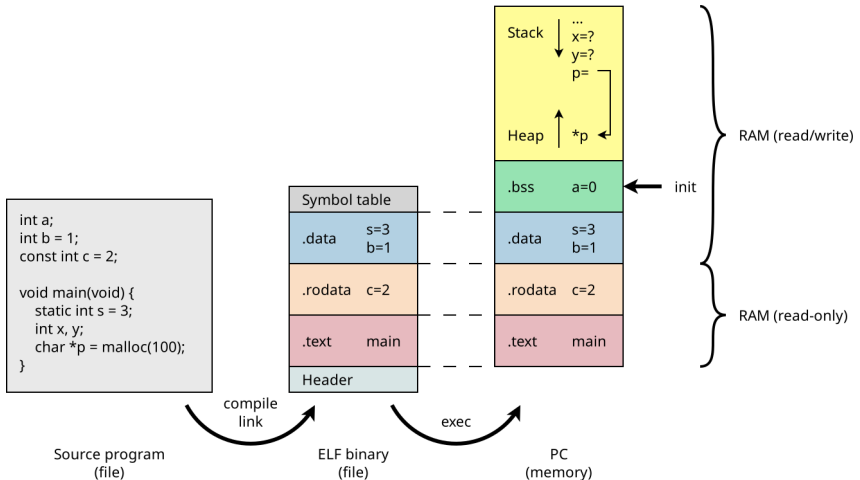 Stack
...
x=?
y=?
p=
Heap *p
RAM (read/write)
.bss a=0
init
Symbol table
.data s=3
b=1
.data s=3
b=1
int a;
int b = 1;
const int c = 2;
void main(void) {
static int s = 3;
int x, y;
char *p = malloc(100);
}
.rodata c=2
.rodata c=2
RAM (read-only)
.text main
.text main
Header
compile
link
exec
Source program
(file)
ELF binary
(file)
PC
(memory)